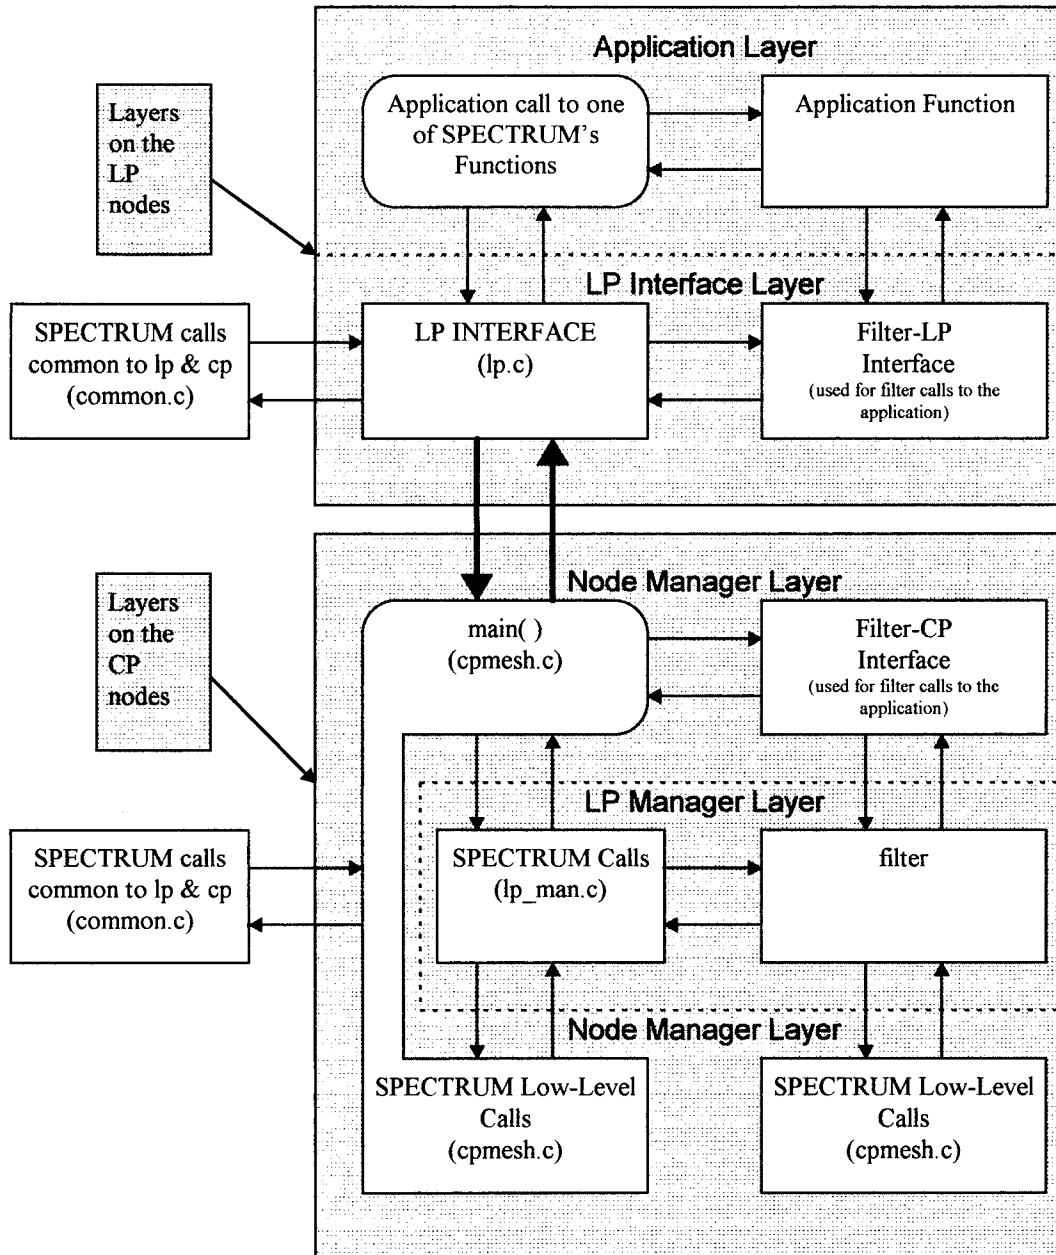 Application Layer
Layers
on the
LP
nodes
Application call to one
of SPECTRUM's
Functions
Application Function
LP Interface Layer
SPECTRUM calls
common to lp & cp
(common.c)
LP INTERFACE
(lp.c)
Filter-LP
Interface
(used for filter calls to the
application)
Node Manager Layer
Layers
on the
CP
nodes
main( )
(cpmesh.c)
Filter-CP
Interface
(used for filter calls to the
application)
LP Manager Layer
SPECTRUM calls
common to lp & cp
(common.c)
SPECTRUM Calls
(lp_man.c)
filter
Node Manager Layer
SPECTRUM Low-Level
Calls
(cpmesh.c)
SPECTRUM Low-Level
Calls
(cpmesh.c)